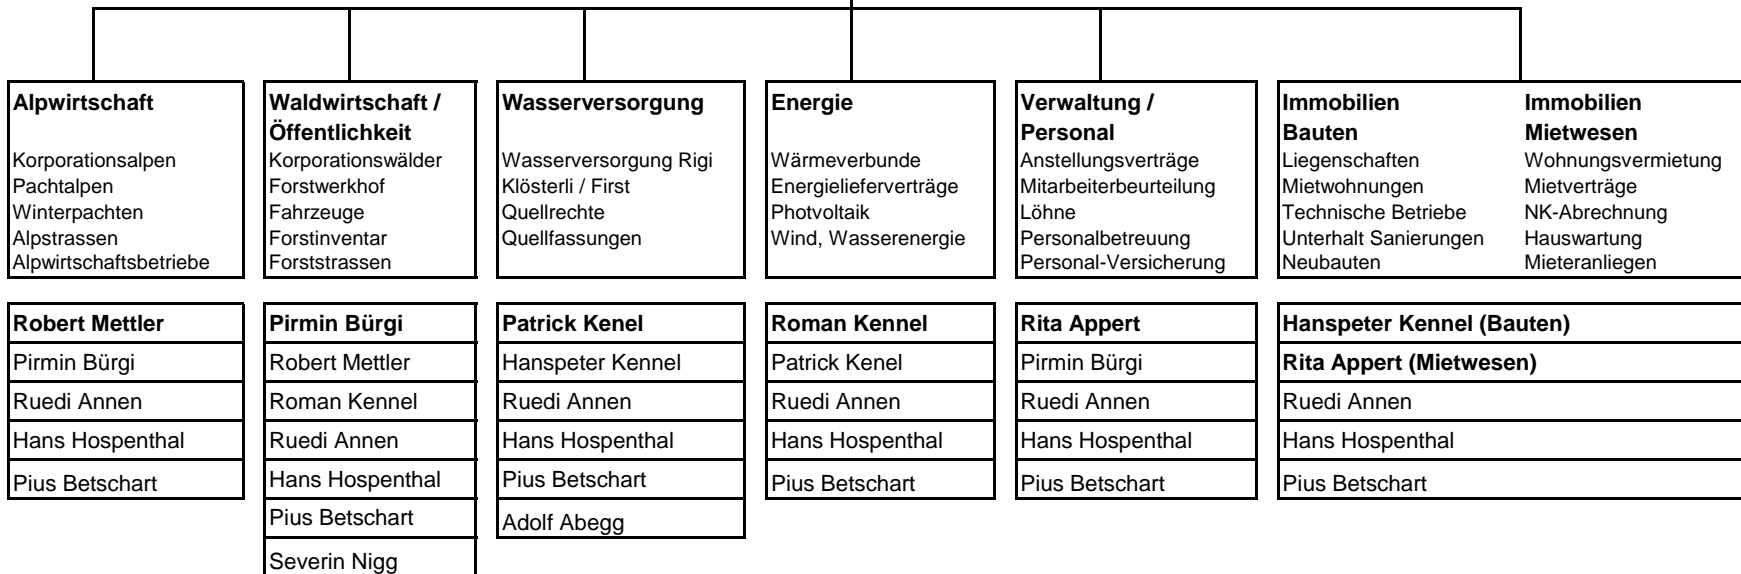 Alpwirtschaft
Korporationsalpen
Pachtalpen
Winterpachten
Alpstrassen
Alpwirtschaftsbetriebe
Robert Mettler
Pirmin Bürgi
Ruedi Annen
Hans Hospenthal
Pius Betschart
Waldwirtschaft /
Öffentlichkeit
Korporationswälder
Forstwerkhof
Fahrzeuge
Forstinventar
Forststrassen
Pirmin Bürgi
Robert Mettler
Roman Kennel
Ruedi Annen
Hans Hospenthal
Pius Betschart
Severin Nigg
Wasserversorgung
Wasserversorgung Rigi
Klösterli / First
Quellrechte
Quellfassungen
Patrick Kenel
Hanspeter Kennel
Ruedi Annen
Hans Hospenthal
Pius Betschart
Adolf Abegg
Energie
Wärmeverbunde
Energielieferverträge
Photvoltaik
Wind, Wasserenergie
Roman Kennel
Patrick Kenel
Ruedi Annen
Hans Hospenthal
Pius Betschart
Verwaltung /
Personal
Anstellungsverträge
Mitarbeiterbeurteilung
Löhne
Personalbetreuung
Personal-Versicherung
Rita Appert
Pirmin Bürgi
Ruedi Annen
Hans Hospenthal
Pius Betschart
Immobilien
Bauten
Liegenschaften
Mietwohnungen
Technische Betriebe
Unterhalt Sanierungen
Neubauten
Immobilien
Mietwesen
Wohnungsvermietung
Mietverträge
NK-Abrechnung
Hauswartung
Mieteranliegen
Hanspeter Kennel (Bauten)
Rita Appert (Mietwesen)
Ruedi Annen
Hans Hospenthal
Pius Betschart